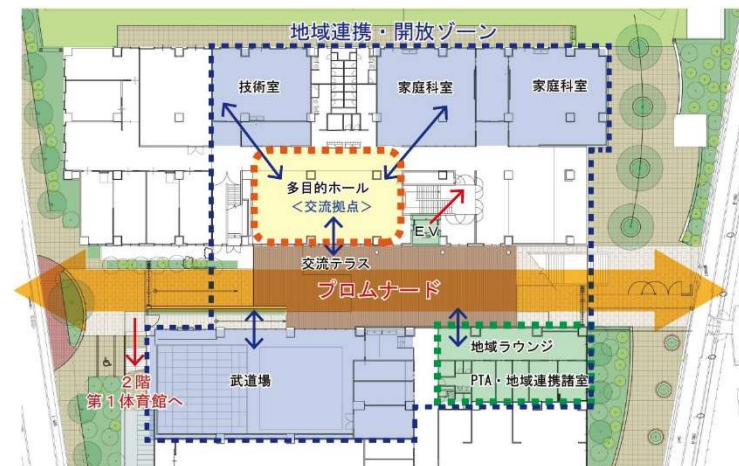 地域連携・開放ゾーン
技術室
家庭科室
家庭科室
多目的ホール
<交流拠点>
EV
交流テラス
プロムナード
地域ラウンジ
2階
第1体育館へ
武道場
PTA・地域連携諸室